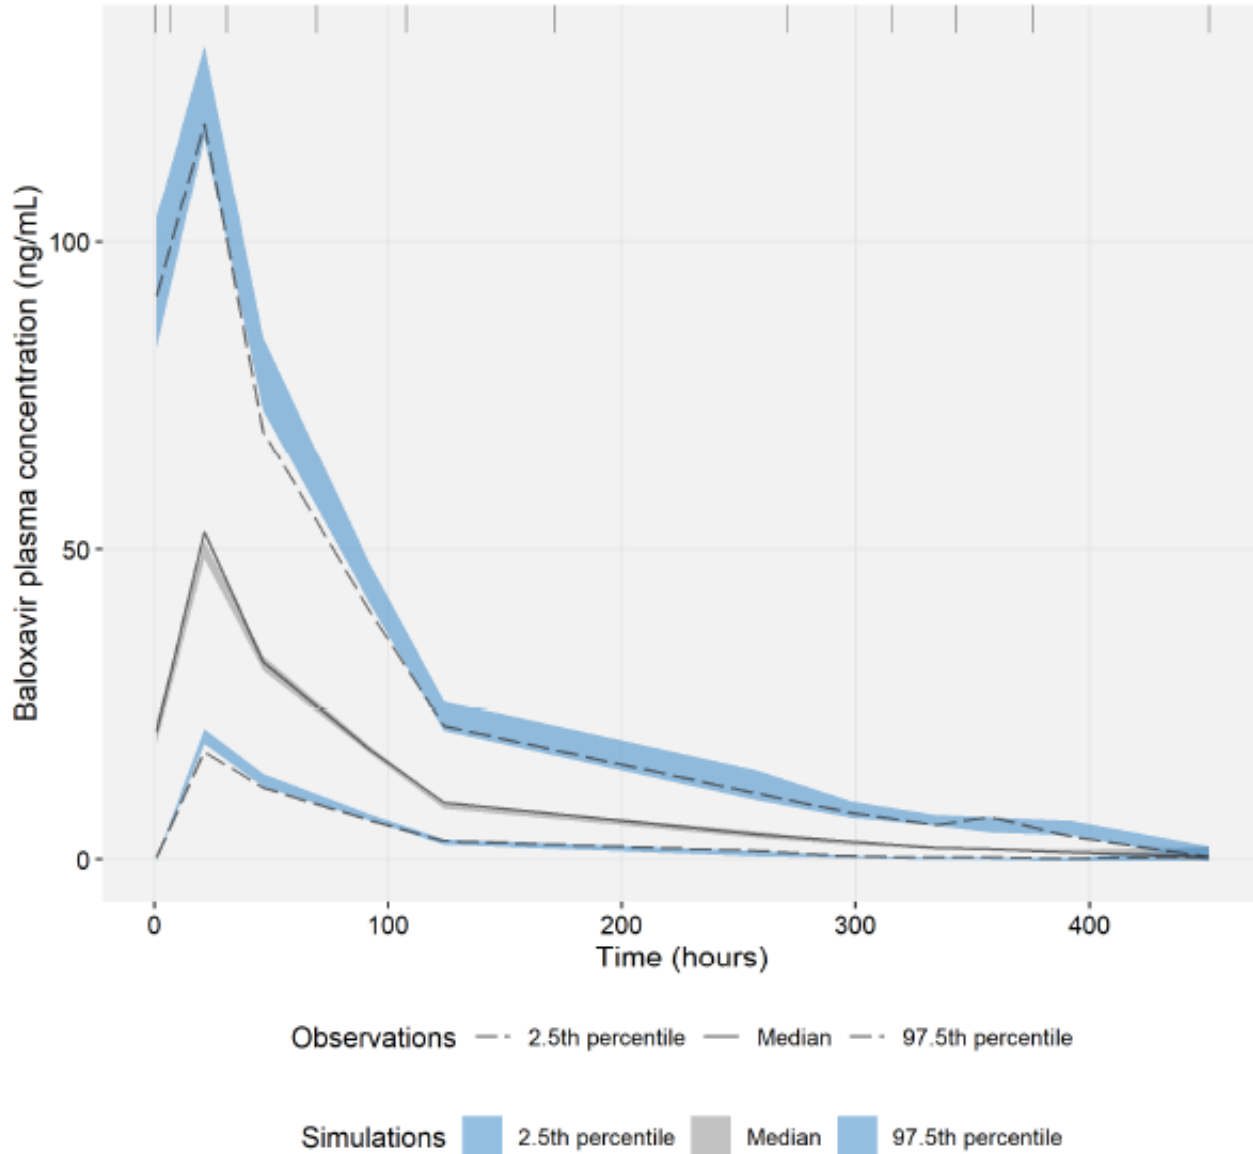 Baloxavir plasma concentration (ng/mL)
100
50
0
0 100 200 300 400
Time (hours)
Observations 2.5th percentile Median 97.5th percentile
Simulations 2.5th percentile Median 97.5th percentile